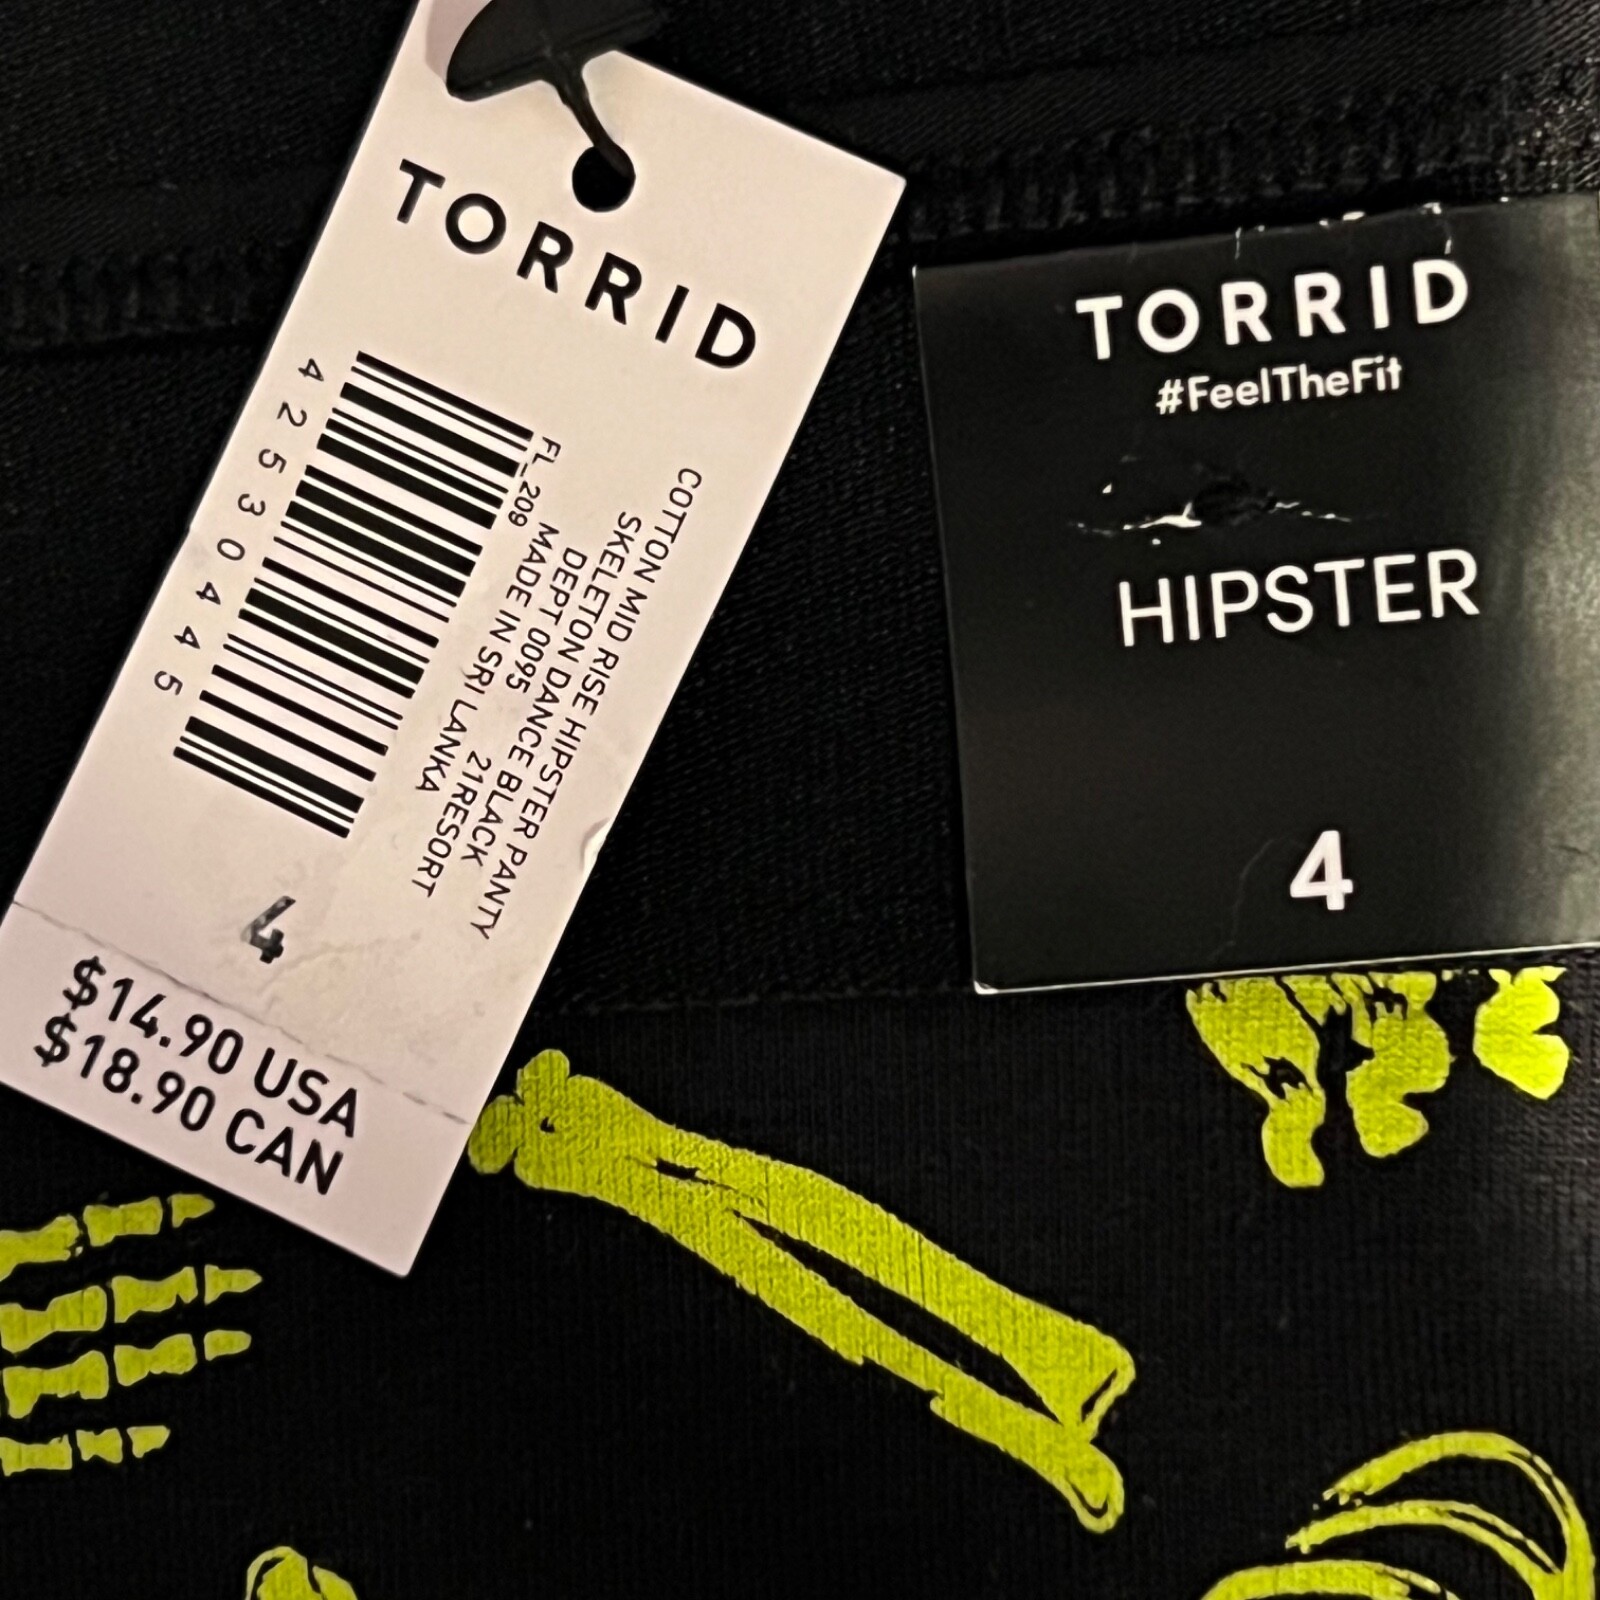 TORRID
42530445
COTTON MID RISE HIPSTER PANTY
SKELETON DANCE BLACK
DEPT 0095 21RESORT
FL_209 MADE IN SRI LANKA
4
$14.90 USA
$18.90 CAN
TORRID
#FeelTheFit
HIPSTER
4